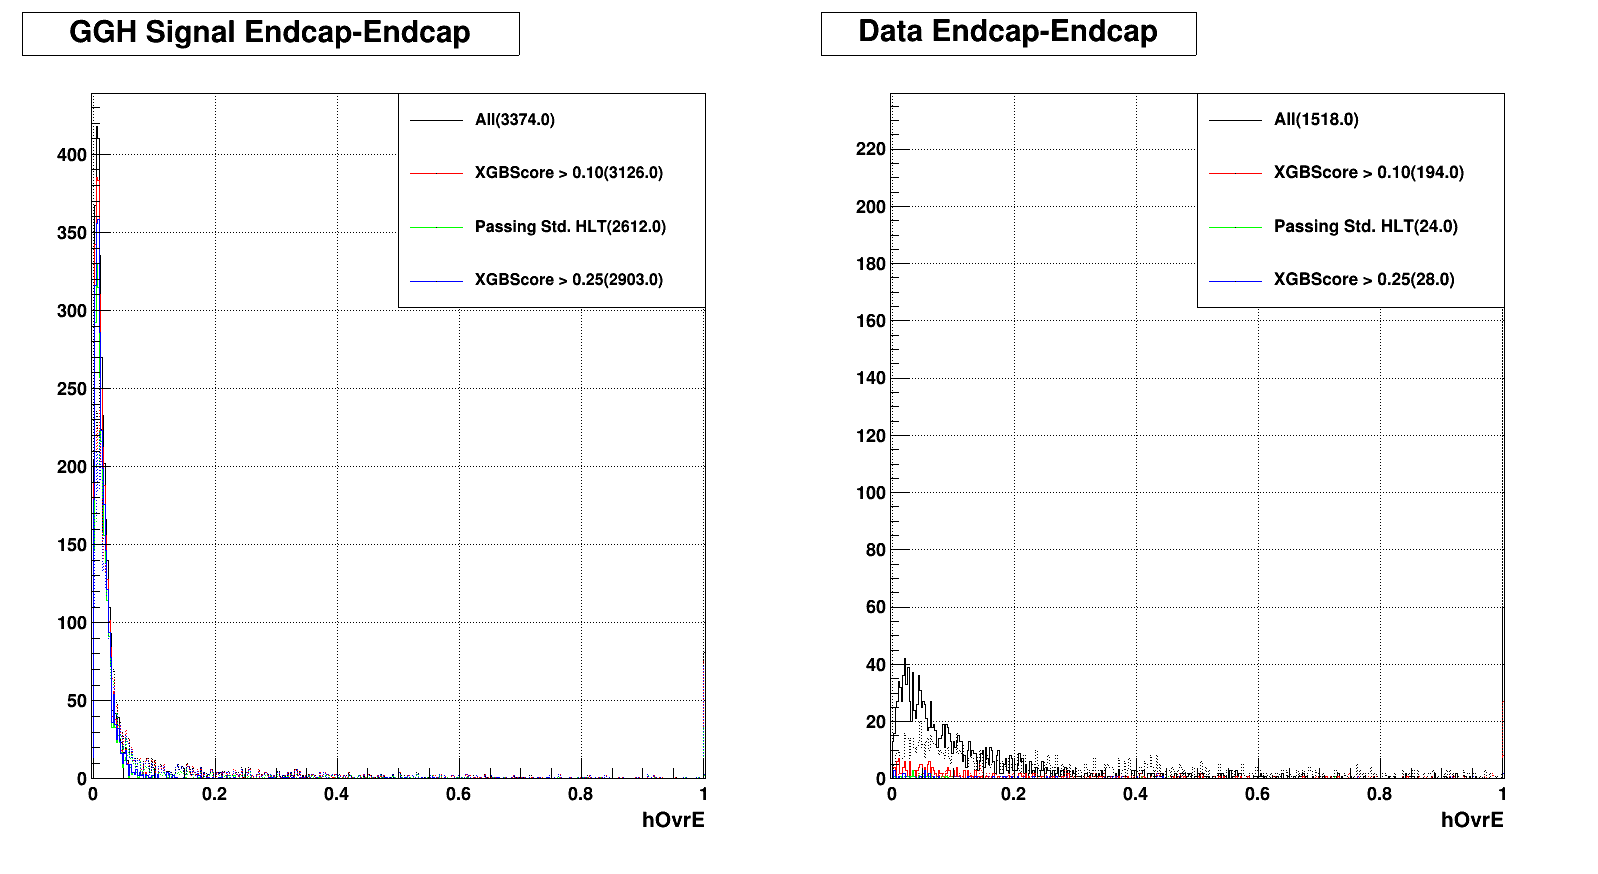 GGH Signal Endcap-Endcap
All(3374.0)
XGBScore > 0.10(3126.0)
Passing Std. HLT(2612.0)
XGBScore > 0.25(2903.0)
400
350
300
250
200
150
100
50
0
0 0.2 0.4 0.6 0.8 1
hOvrE
Data Endcap-Endcap
All(1518.0)
XGBScore > 0.10(194.0)
Passing Std. HLT(24.0)
XGBScore > 0.25(28.0)
220
200
180
160
140
120
100
80
60
40
20
0
0 0.2 0.4 0.6 0.8 1
hOvrE